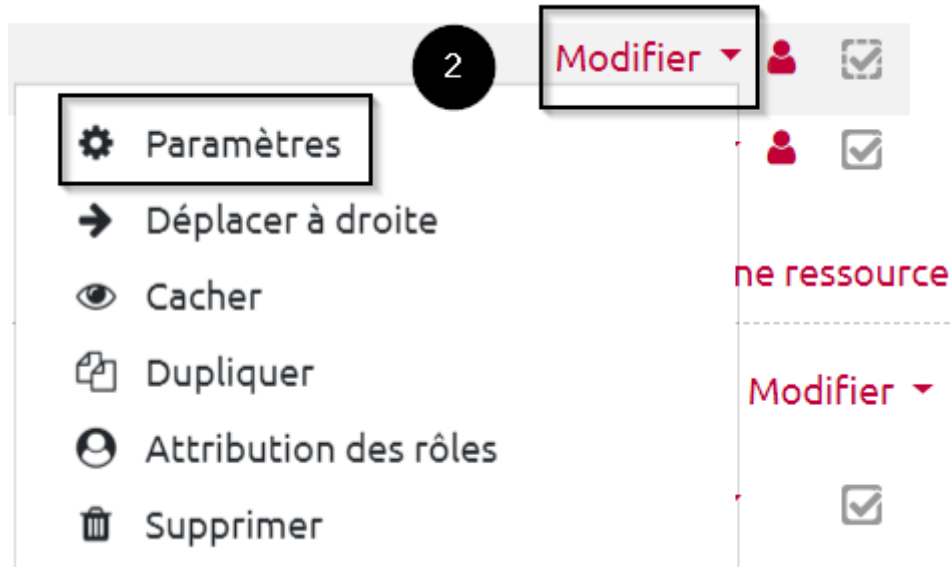 2
Modifier
Paramètres
Déplacer à droite
ne ressource
Cacher
Dupliquer
Modifier
Attribution des rôles
Supprimer